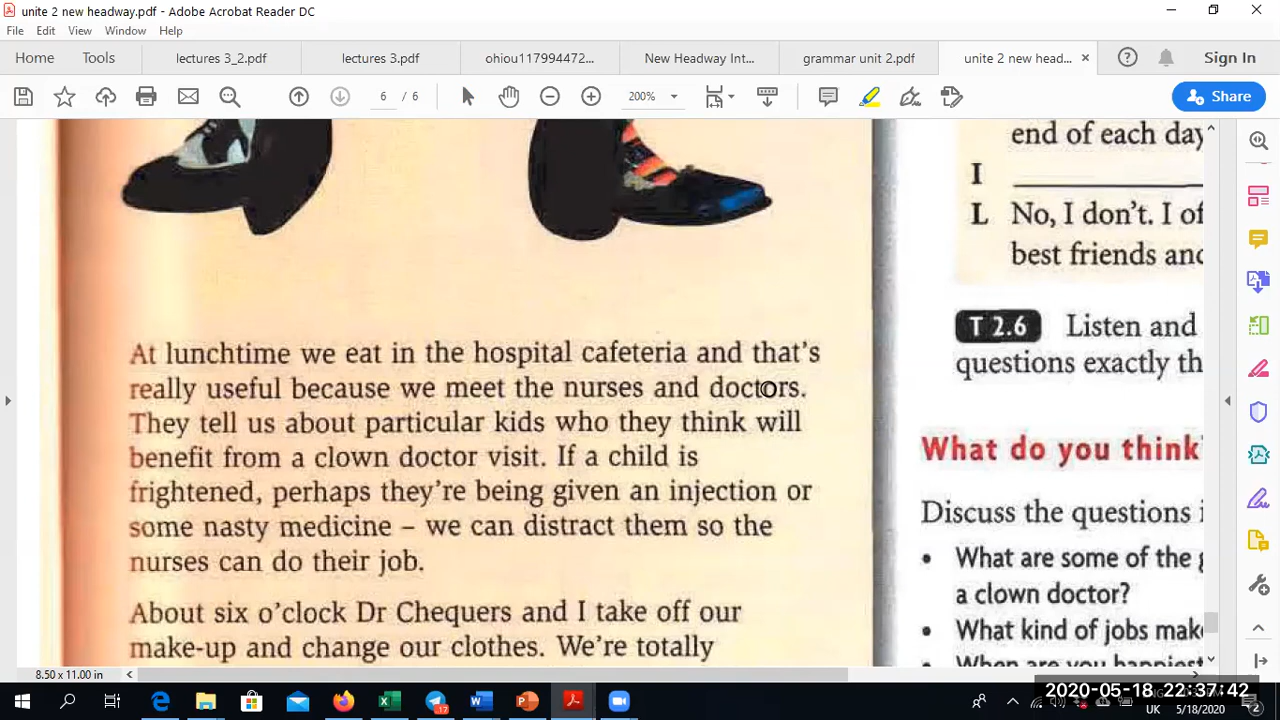 unite 2 new headway.pdf - Adobe Acrobat Reader DC
File Edit View Window Help
Home Tools lectures 3_2.pdf lectures 3.pdf ohiou117994472... New Headway Int... grammar unit 2.pdf unite 2 new head... Sign In
6 / 6 200% Share
At lunchtime we eat in the hospital cafeteria and that's
really useful because we meet the nurses and doctors.
They tell us about particular kids who they think will
benefit from a clown doctor visit. If a child is
frightened, perhaps they're being given an injection or
some nasty medicine – we can distract them so the
nurses can do their job.
About six o'clock Dr Chequers and I take off our
make-up and change our clothes. We're totally
end of each day
I
L No, I don't. I of
best friends and
T 2.6 Listen and
questions exactly th
What do you think
Discuss the questions i
• What are some of the g
a clown doctor?
• What kind of jobs mak
• When are you happiest
8.50 x 11.00 in
17
2020-05-18 22:37:42
UK 5/18/2020 2